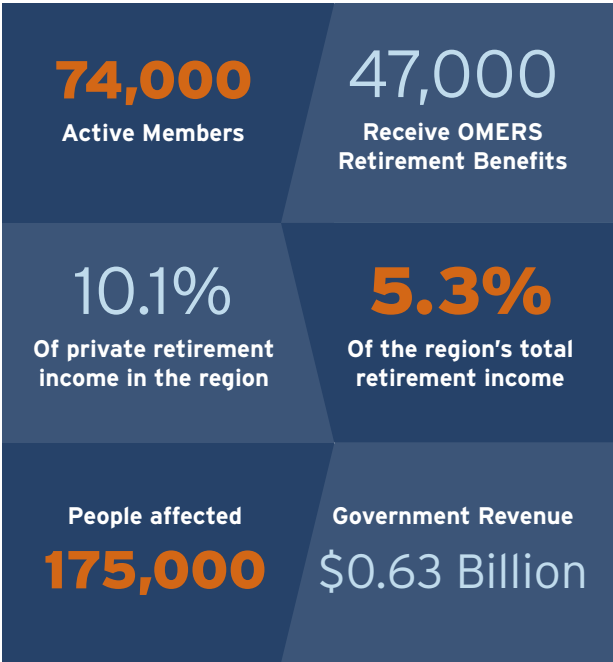 74,000
Active Members
47,000
Receive OMERS
Retirement Benefits
10.1%
Of private retirement
income in the region
5.3%
Of the region's total
retirement income
People affected
175,000
Government Revenue
$0.63 Billion